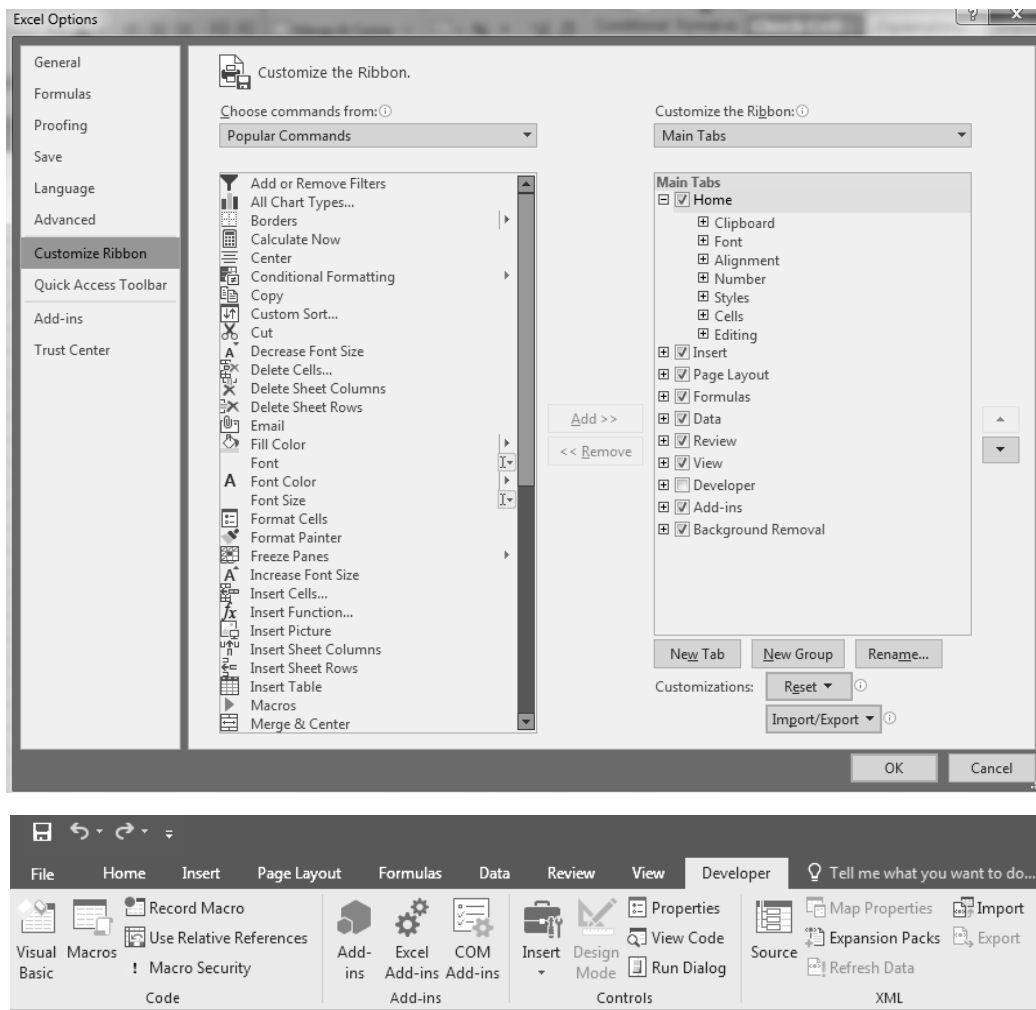 Excel Options
General
Formulas
Proofing
Save
Language
Advanced
Customize Ribbon
Quick Access Toolbar
Add-ins
Trust Center
Customize the Ribbon.
Choose commands from:
Popular Commands
Add or Remove Filters
All Chart Types...
Borders
Calculate Now
Center
Conditional Formatting
Copy
Custom Sort...
Cut
Decrease Font Size
Delete Cells...
Delete Sheet Columns
Delete Sheet Rows
Email
Fill Color
Font
Font Color
Font Size
Format Cells
Format Painter
Freeze Panes
Increase Font Size
Insert Cells...
Insert Function...
Insert Picture
Insert Sheet Columns
Insert Sheet Rows
Insert Table
Macros
Merge & Center
Add >>
<< Remove
Customize the Ribbon:
Main Tabs
Main Tabs
Home
Clipboard
Font
Alignment
Number
Styles
Cells
Editing
Insert
Page Layout
Formulas
Data
Review
View
Developer
Add-ins
Background Removal
New Tab New Group Rename...
Customizations: Reset
Import/Export
OK Cancel
File Home Insert Page Layout Formulas Data Review View Developer Tell me what you want to do...
Visual Basic
Macros
Record Macro
Use Relative References
! Macro Security
Code
Add-ins
Excel Add-ins
COM Add-ins
Add-ins
Insert
Design Mode
Properties
View Code
Run Dialog
Controls
Source
Map Properties
Expansion Packs
Refresh Data
Import
Export
XML